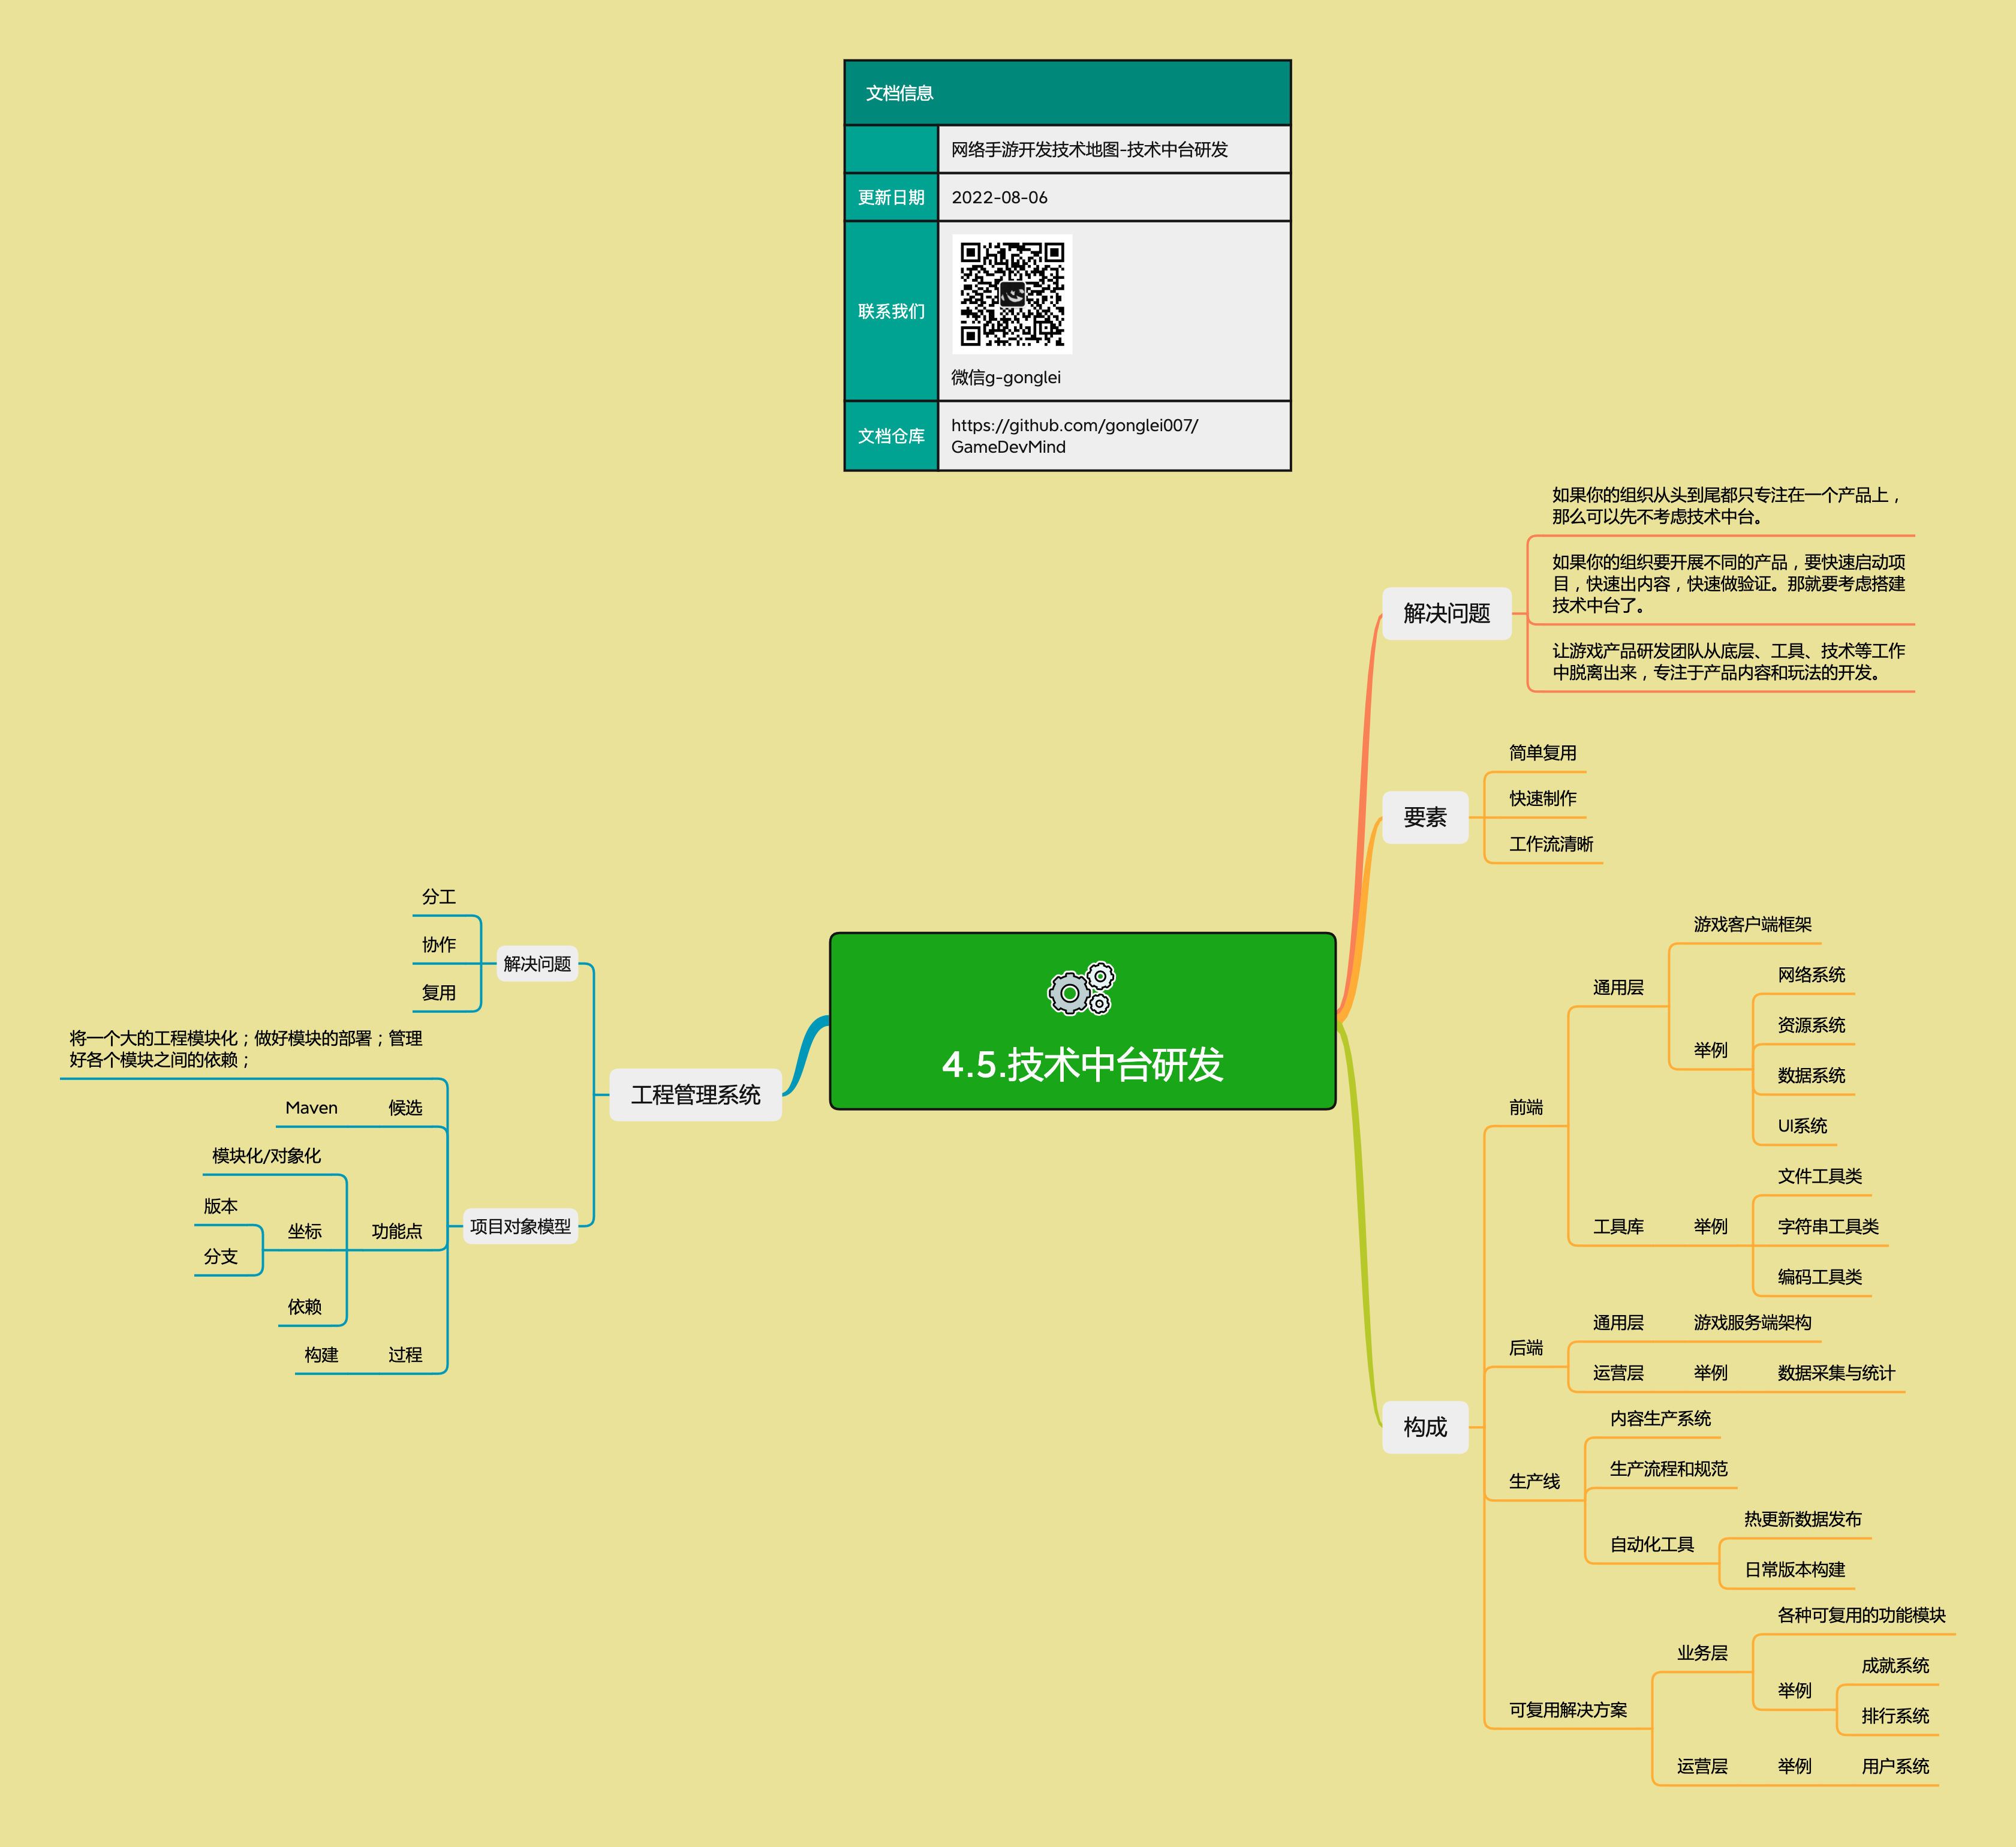 文档信息
网络手游开发技术地图-技术中台研发
更新日期
2022-08-06
联系我们
微信g-gonglei
文档仓库
https://github.com/gonglei007/
GameDevMind
4.5.技术中台研发
解决问题
如果你的组织从头到尾都只专注在一个产品上，
那么可以先不考虑技术中台。
如果你的组织要开展不同的产品，要快速启动项
目，快速出内容，快速做验证。那就要考虑搭建
技术中台了。
让游戏产品研发团队从底层、工具、技术等工作
中脱离出来，专注于产品内容和玩法的开发。
要素
简单复用
快速制作
工作流清晰
构成
前端
通用层
游戏客户端框架
举例
网络系统
资源系统
数据系统
UI系统
工具库
举例
文件工具类
字符串工具类
编码工具类
后端
通用层
游戏服务端架构
运营层
举例
数据采集与统计
生产线
内容生产系统
生产流程和规范
自动化工具
热更新数据发布
日常版本构建
可复用解决方案
业务层
各种可复用的功能模块
举例
成就系统
排行系统
运营层
举例
用户系统
工程管理系统
解决问题
分工
协作
复用
项目对象模型
将一个大的工程模块化；做好模块的部署；管理
好各个模块之间的依赖；
候选
Maven
功能点
模块化/对象化
坐标
版本
分支
依赖
过程
构建